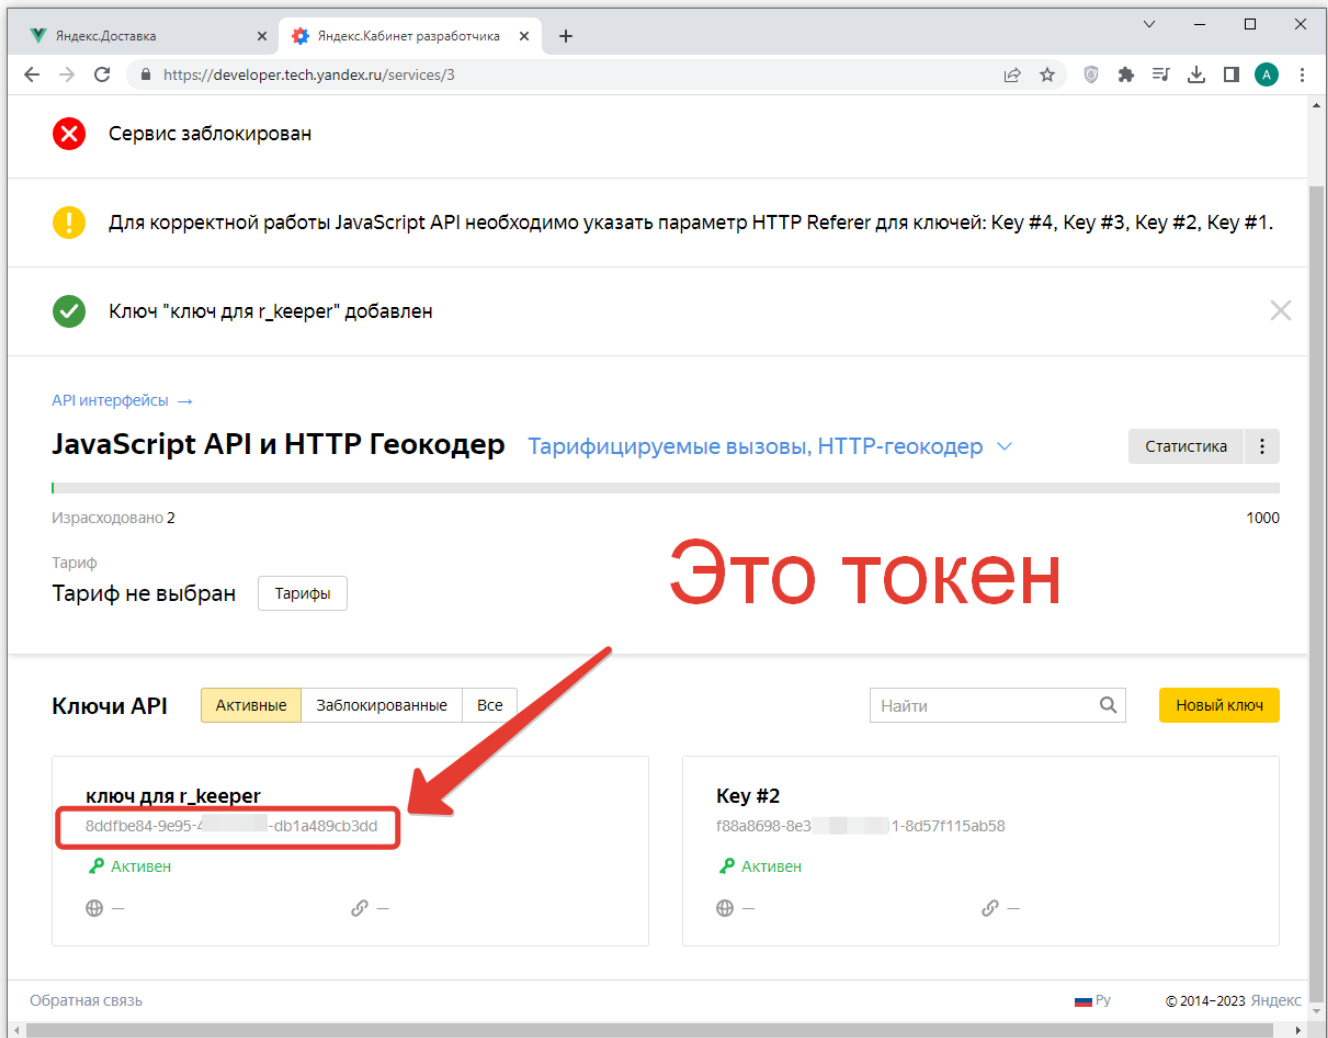 Яндекс.Доставка
Яндекс.Кабинет разработчика
https://developer.tech.yandex.ru/services/3
A
Сервис заблокирован
Для корректной работы JavaScript API необходимо указать параметр HTTP Referer для ключей: Key #4, Key #3, Key #2, Key #1.
Ключ "ключ для r_keeper" добавлен
API интерфейсы →
JavaScript API и HTTP Геокодер Тарифицируемые вызовы, HTTP-геокодер
Статистика
Израсходовано 2
1000
Тариф
Тариф не выбран Тарифы
Это токен
Ключи API
Активные Заблокированные Все
Найти
Новый ключ
ключ для r_keeper
8ddfbe84-9e95-4 -db1a489cb3dd
Активен
— —
Key #2
f88a8698-8e3 1-8d57f115ab58
Активен
— —
Обратная связь
Ру
© 2014–2023 Яндекс